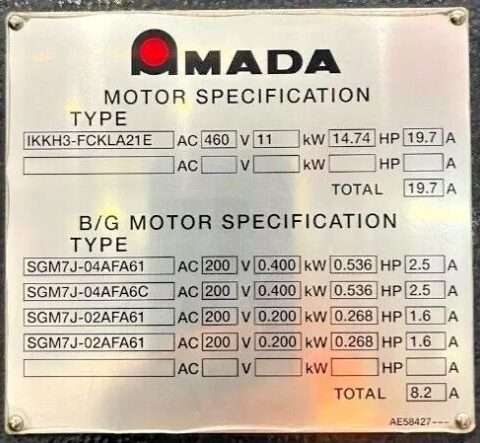 AMADA
MOTOR SPECIFICATION
TYPE
IKKH3-FCKLA21E AC 460 V 11 kW 14.74 HP 19.7 A
AC V kW HP A
TOTAL 19.7 A
B/G MOTOR SPECIFICATION
TYPE
SGM7J-04AFA61 AC 200 V 0.400 kW 0.536 HP 2.5 A
SGM7J-04AFA6C AC 200 V 0.400 kW 0.536 HP 2.5 A
SGM7J-02AFA61 AC 200 V 0.200 kW 0.268 HP 1.6 A
SGM7J-02AFA61 AC 200 V 0.200 kW 0.268 HP 1.6 A
AC V kW HP A
TOTAL 8.2 A
AE58427---